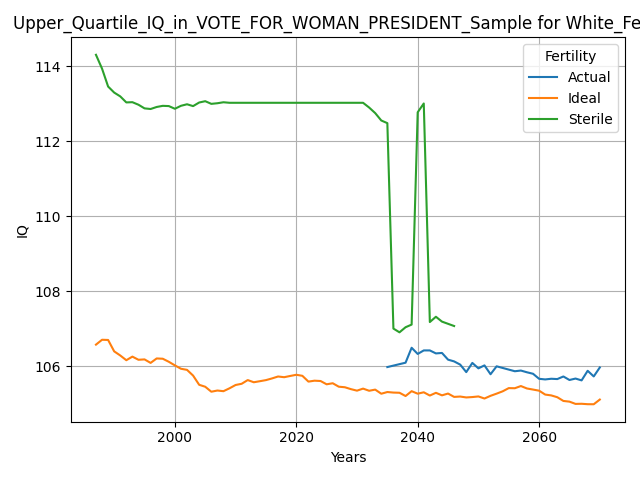 Upper_Quartile_IQ_in_VOTE_FOR_WOMAN_PRESIDENT_Sample for White_Fe
Fertility
Actual
Ideal
Sterile
114
112
110
108
106
IQ
2000
2020
2040
2060
Years